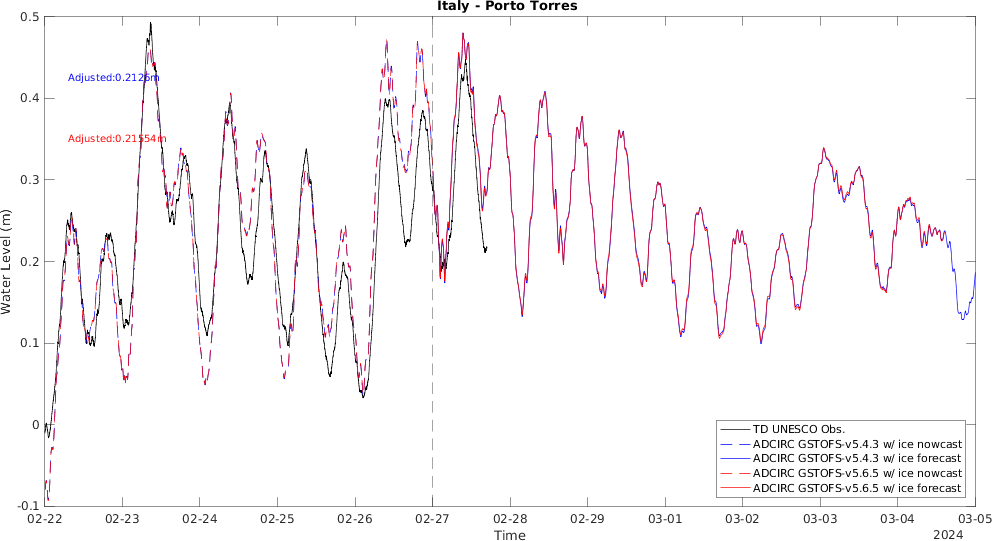 Italy - Porto Torres
0.5
Adjusted:0.2126m
0.4
Adjusted:0.21554m
0.3
Water Level (m)
0.2
0.1
0
-0.1
TD UNESCO Obs.
ADCIRC GSTOFS-v5.4.3 w/ ice nowcast
ADCIRC GSTOFS-v5.4.3 w/ ice forecast
ADCIRC GSTOFS-v5.6.5 w/ ice nowcast
ADCIRC GSTOFS-v5.6.5 w/ ice forecast
02-22 02-23 02-24 02-25 02-26 02-27 02-28 02-29 03-01 03-02 03-03 03-04 03-05
Time
2024